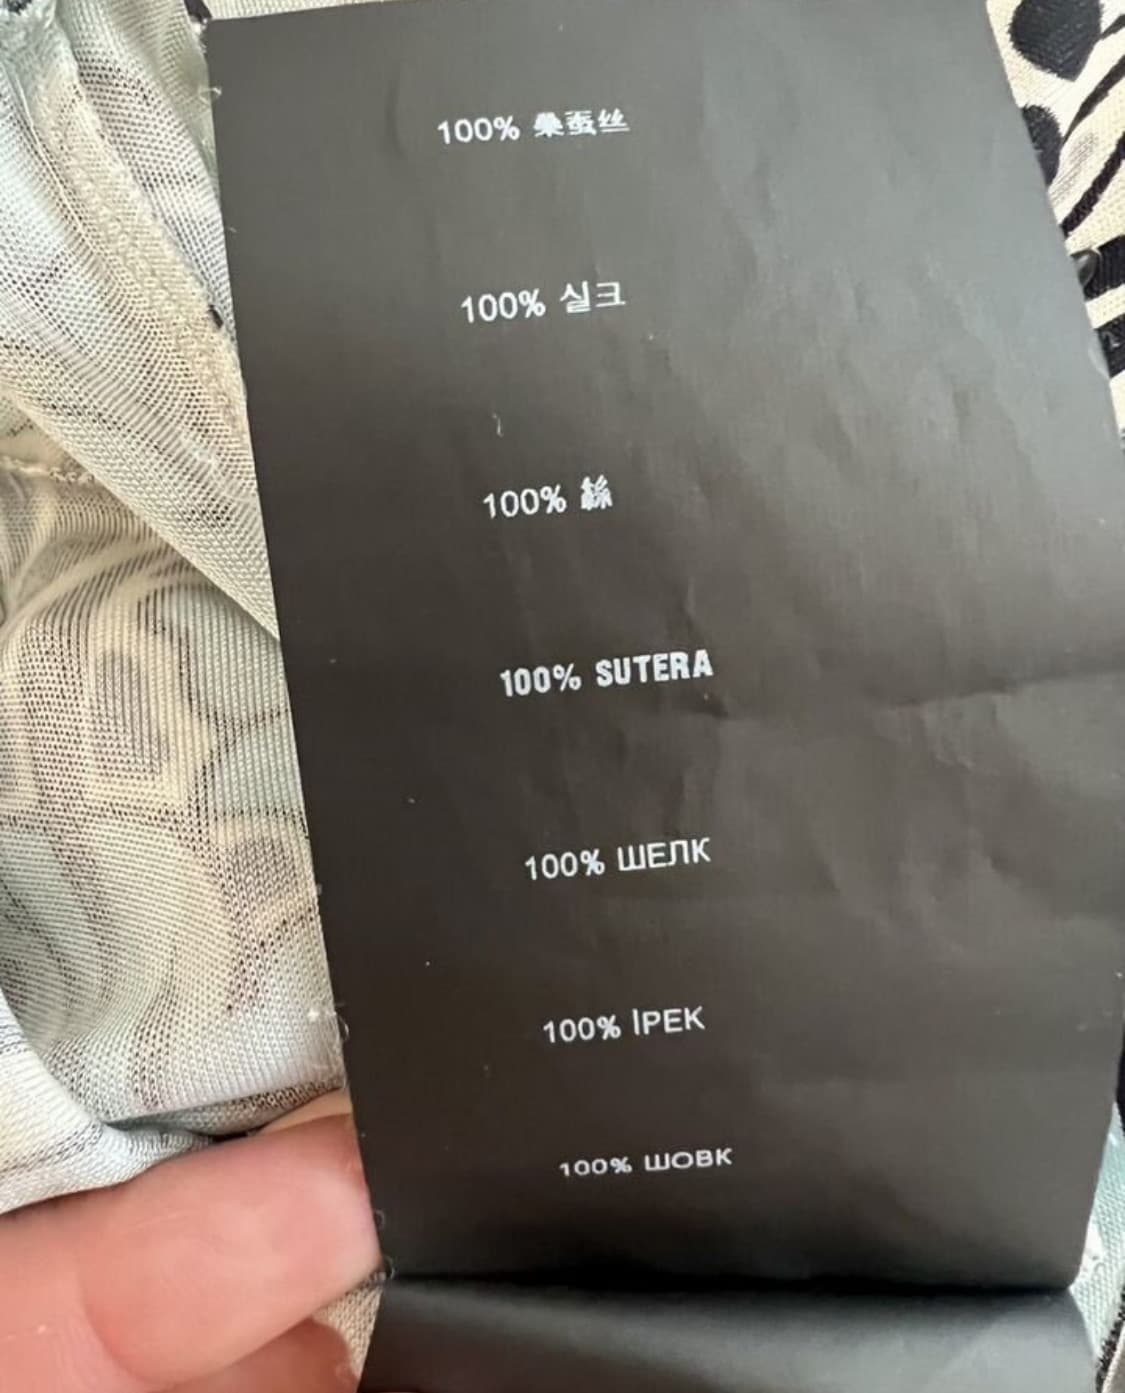 100% 桑蚕丝
100% 실크
100% 絲
100% SUTERA
100% ШЕЛК
100% İPEK
100% ШОВК